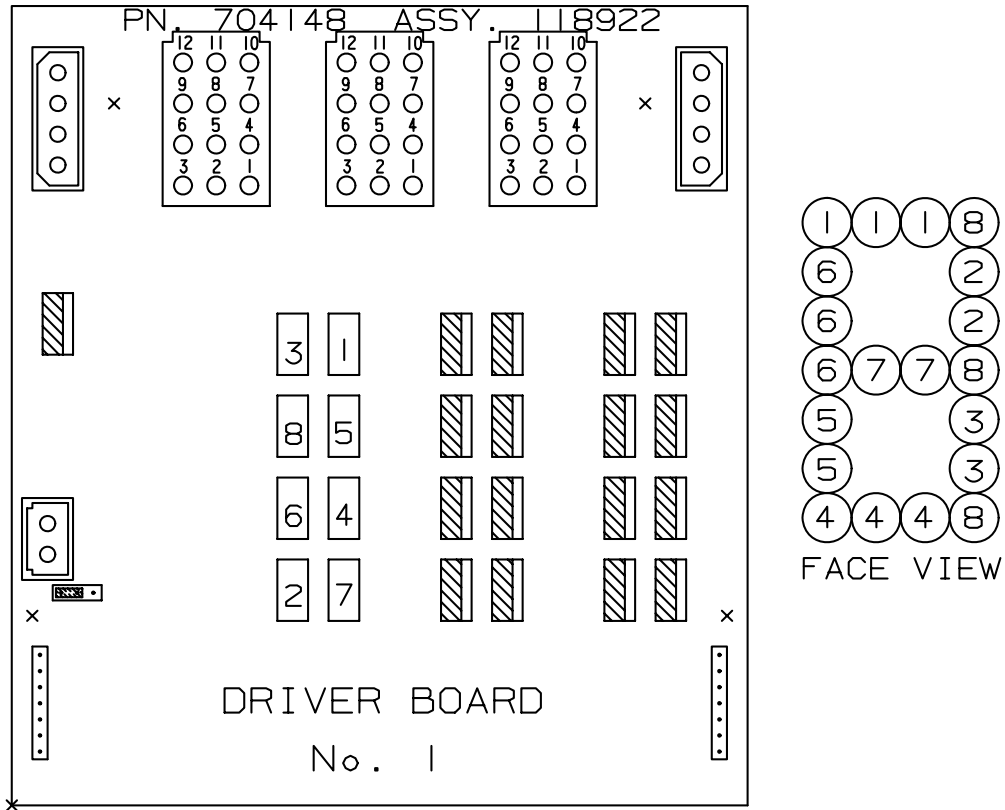 PN. 704148 ASSY. 118922
12 11 10 12 11 10 12 11 10
9 8 7 9 8 7 9 8 7
6 5 4 6 5 4 6 5 4
3 2 1 3 2 1 3 2 1
1 1 1 8
6 2
6 2
6 7 7 8
5 3
5 3
4 4 4 8
FACE VIEW
3 1
8 5
6 4
2 7
DRIVER BOARD
No. 1